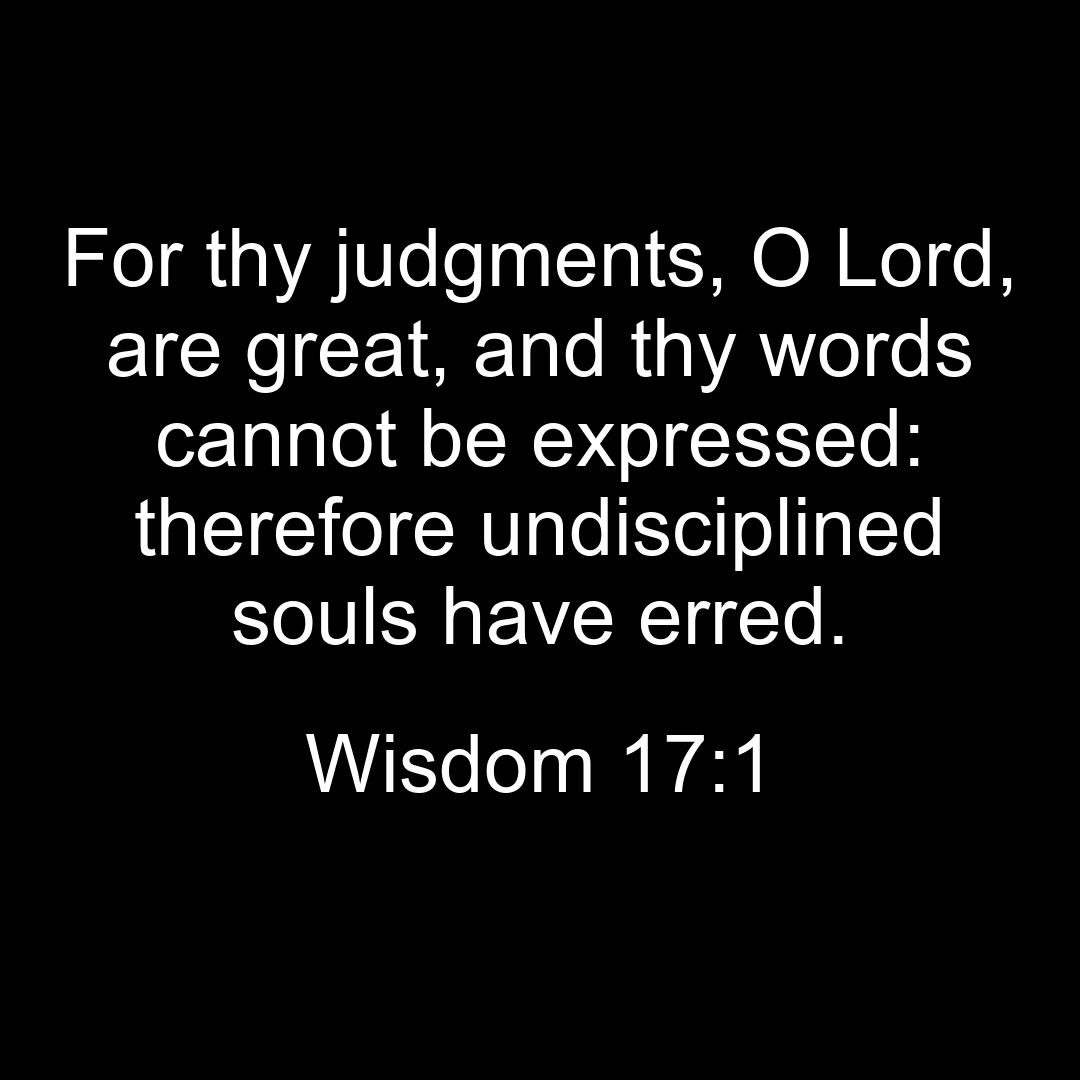 For thy judgments, O Lord,
are great, and thy words
cannot be expressed:
therefore undisciplined
souls have erred.
Wisdom 17:1